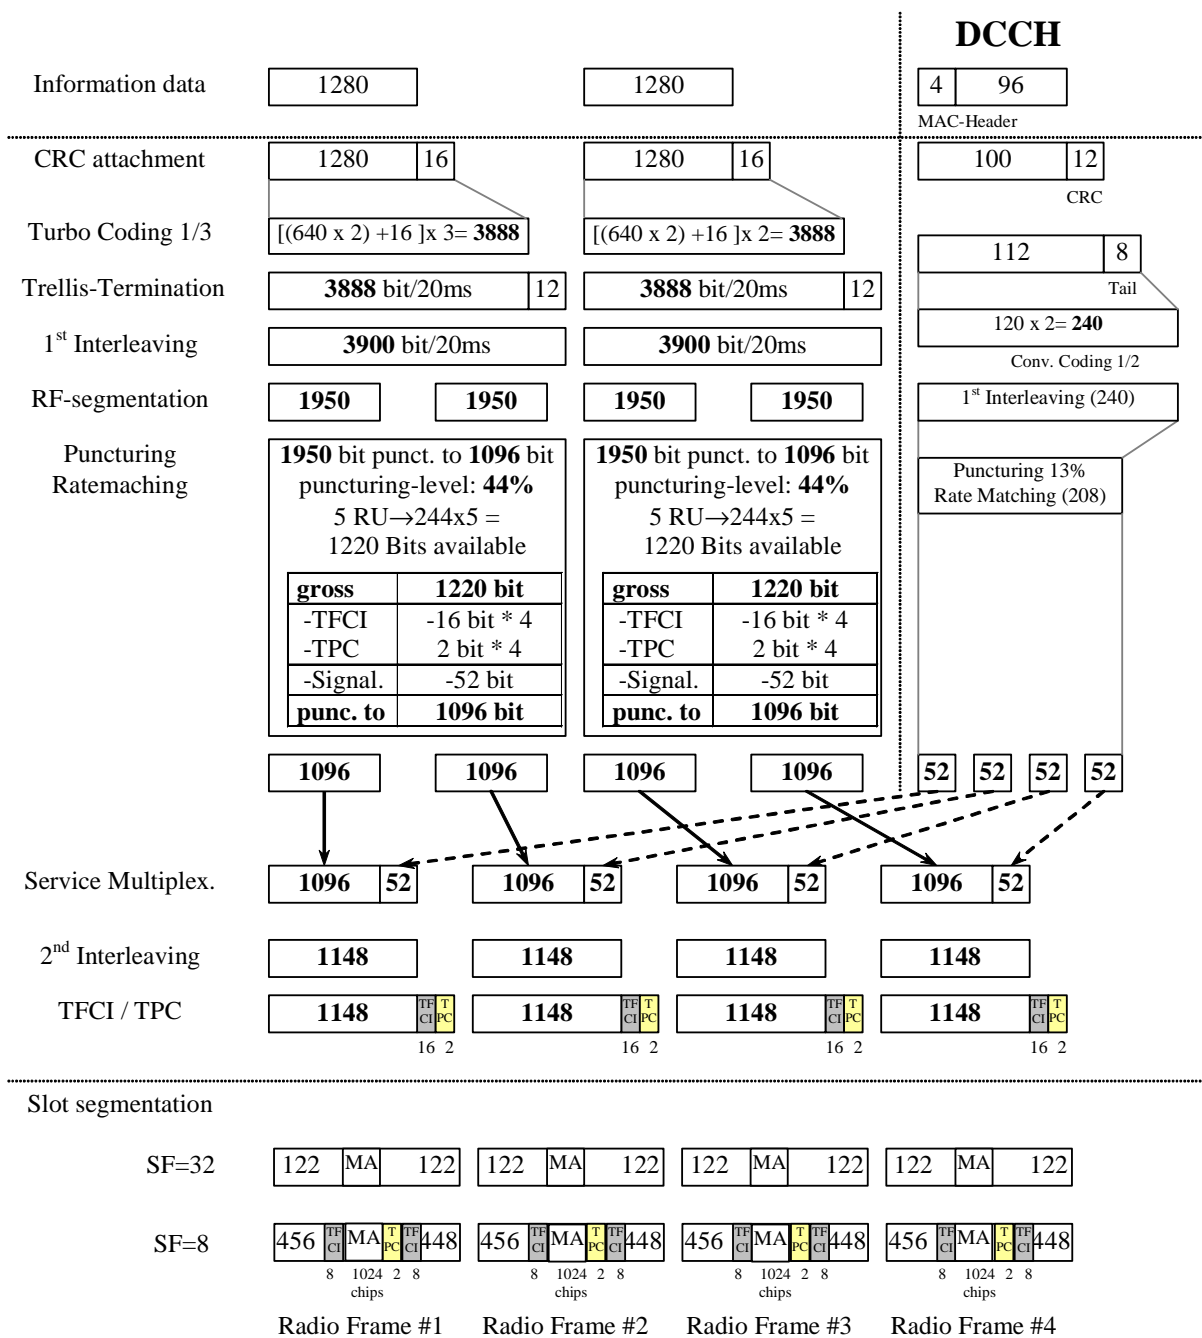 DCCH
Information data 1280 1280 4 96
MAC-Header
CRC attachment 1280 16 1280 16 100 12
CRC
Turbo Coding 1/3 [(640 x 2) +16 ]x 3= 3888 [(640 x 2) +16 ]x 2= 3888
112 8
Tail
Trellis-Termination 3888 bit/20ms 12 3888 bit/20ms 12
120 x 2= 240
Conv. Coding 1/2
1st Interleaving 3900 bit/20ms 3900 bit/20ms
RF-segmentation 1950 1950 1950 1950 1st Interleaving (240)
Puncturing
Ratemaching
1950 bit punct. to 1096 bit
puncturing-level: 44%
5 RU→244x5 =
1220 Bits available
gross 1220 bit
-TFCI -16 bit * 4
-TPC 2 bit * 4
-Signal. -52 bit
punc. to 1096 bit
1950 bit punct. to 1096 bit
puncturing-level: 44%
5 RU→244x5 =
1220 Bits available
gross 1220 bit
-TFCI -16 bit * 4
-TPC 2 bit * 4
-Signal. -52 bit
punc. to 1096 bit
Puncturing 13%
Rate Matching (208)
1096 1096 1096 1096 52 52 52 52
Service Multiplex. 1096 52 1096 52 1096 52 1096 52
2nd Interleaving 1148 1148 1148 1148
TFCI / TPC 1148 TF CI T PC 1148 TF CI T PC 1148 TF CI T PC 1148 TF CI T PC
16 2 16 2 16 2 16 2
Slot segmentation
SF=32 122 MA 122 122 MA 122 122 MA 122 122 MA 122
SF=8 456 TF CI MA T PC TF CI 448 456 TF CI MA T PC TF CI 448 456 TF CI MA T PC TF CI 448 456 TF CI MA T PC TF CI 448
8 1024 2 8 8 1024 2 8 8 1024 2 8 8 1024 2 8
chips chips chips chips
Radio Frame #1 Radio Frame #2 Radio Frame #3 Radio Frame #4